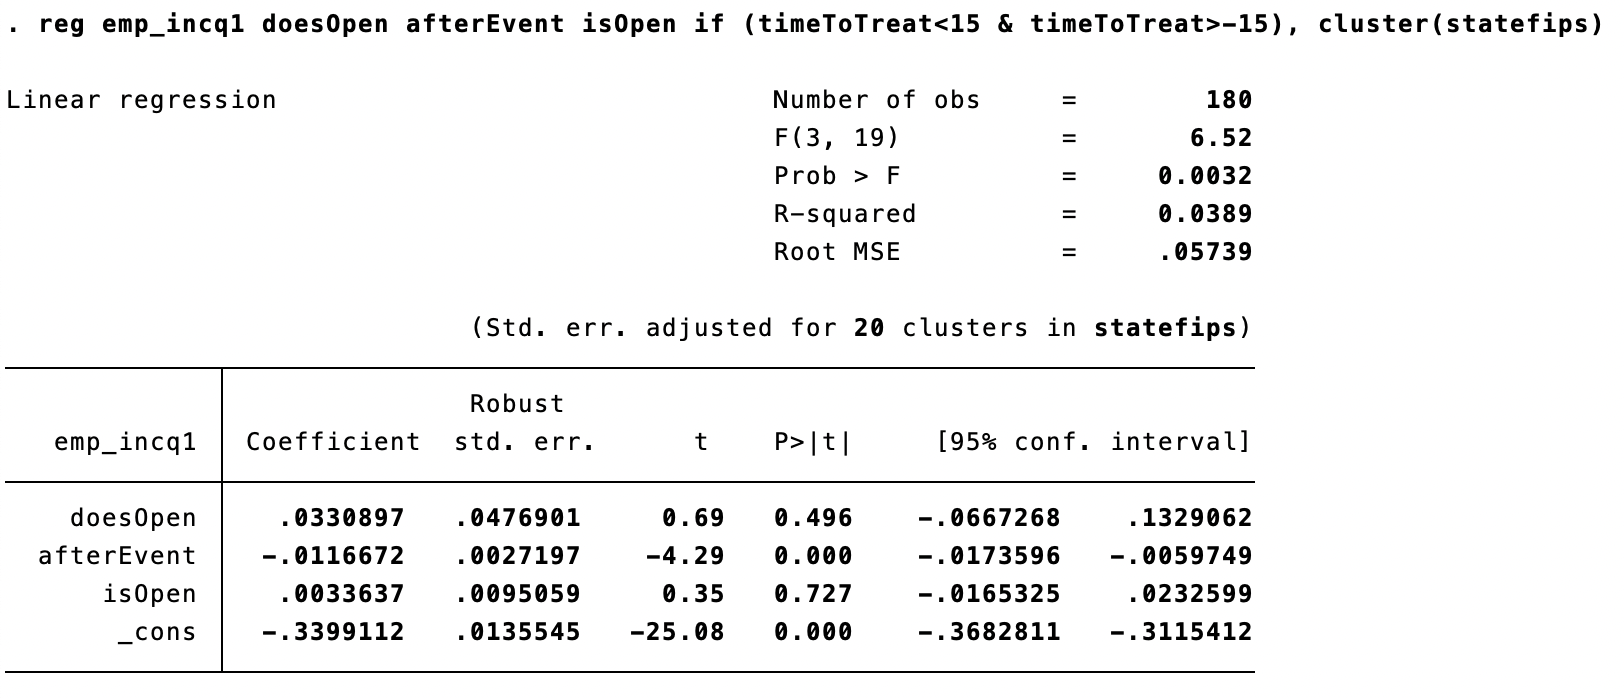 . reg emp_incq1 doesOpen afterEvent isOpen if (timeToTreat<15 & timeToTreat>-15), cluster(statefips)
Linear regression Number of obs = 180
F(3, 19) = 6.52
Prob > F = 0.0032
R-squared = 0.0389
Root MSE = .05739
(Std. err. adjusted for 20 clusters in statefips)
Robust
emp_incq1 Coefficient std. err. t P>|t| [95% conf. interval]
doesOpen .0330897 .0476901 0.69 0.496 -.0667268 .1329062
afterEvent -.0116672 .0027197 -4.29 0.000 -.0173596 -.0059749
isOpen .0033637 .0095059 0.35 0.727 -.0165325 .0232599
_cons -.3399112 .0135545 -25.08 0.000 -.3682811 -.3115412